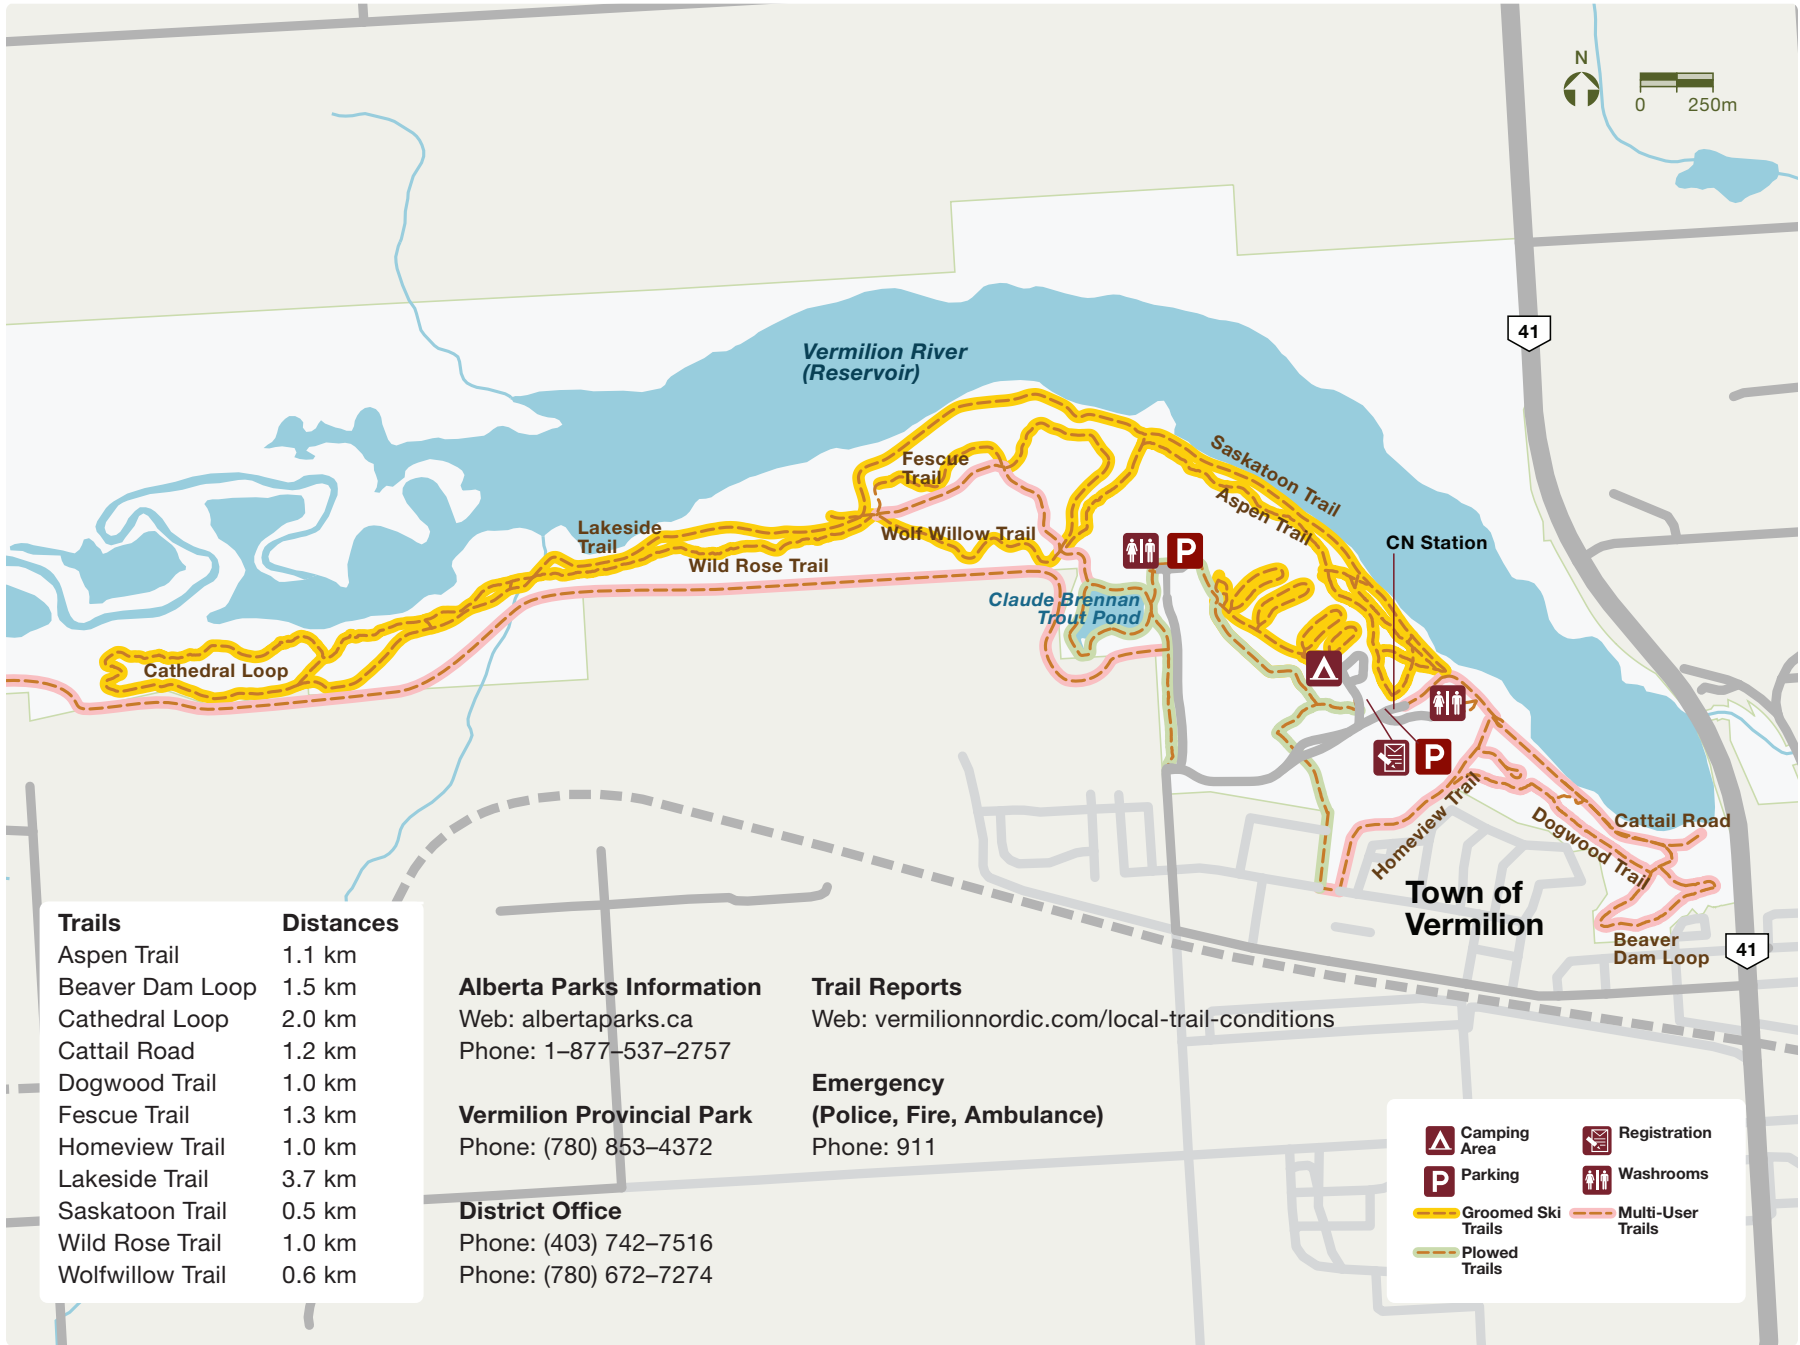 N
0 250m
41
Vermilion River
(Reservoir)
Saskatoon Trail
Fescue
Trail
Aspen Trail
Lakeside
Trail
Wolf Willow Trail
CN Station
P
Wild Rose Trail
Claude Brennan
Trout Pond
Cathedral Loop
P
Homeview Trail
Dogwood Trail
Cattail Road
Town of
Vermilion
Beaver
Dam Loop
41
Trails Distances
Aspen Trail 1.1 km
Beaver Dam Loop 1.5 km
Cathedral Loop 2.0 km
Cattail Road 1.2 km
Dogwood Trail 1.0 km
Fescue Trail 1.3 km
Homeview Trail 1.0 km
Lakeside Trail 3.7 km
Saskatoon Trail 0.5 km
Wild Rose Trail 1.0 km
Wolfwillow Trail 0.6 km
Alberta Parks Information
Web: albertaparks.ca
Phone: 1–877–537–2757
Vermilion Provincial Park
Phone: (780) 853–4372
District Office
Phone: (403) 742–7516
Phone: (780) 672–7274
Trail Reports
Web: vermilionnordic.com/local-trail-conditions
Emergency
(Police, Fire, Ambulance)
Phone: 911
Camping
Area
Registration
P Parking
Washrooms
Groomed Ski
Trails
Multi-User
Trails
Plowed
Trails